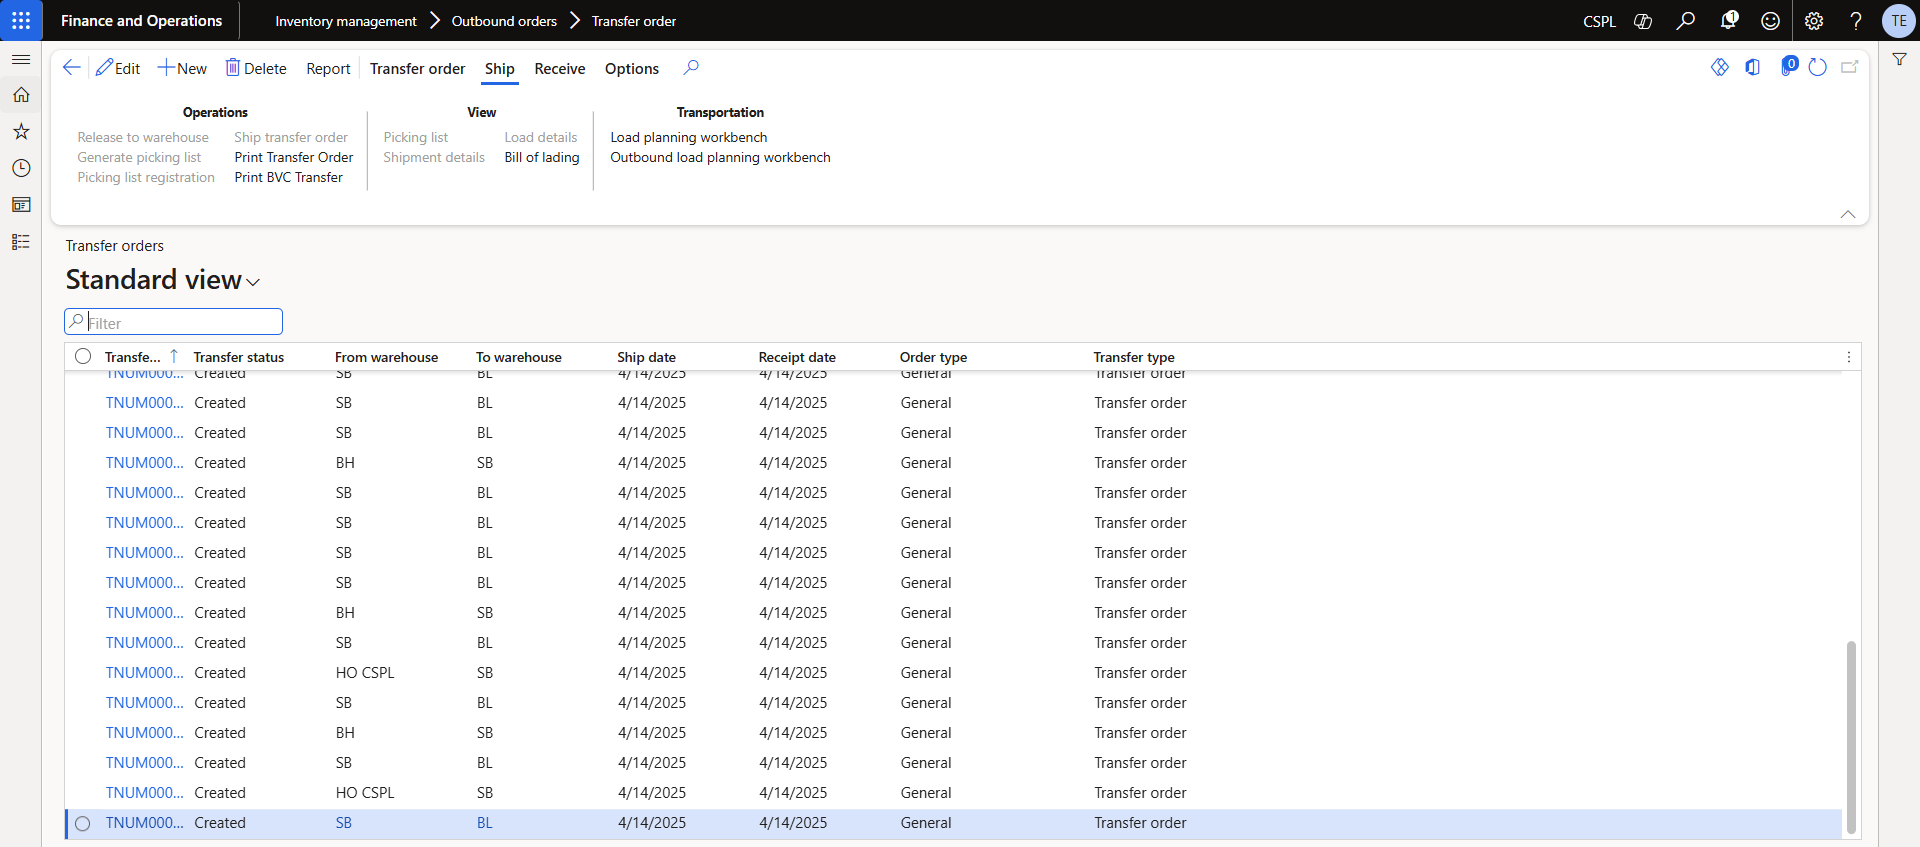 Finance and Operations Inventory management Outbound orders Transfer order CSPL 1 TE
Edit New Delete Report Transfer order Ship Receive Options 0
Operations View Transportation
Release to warehouse Ship transfer order Picking list Load details Load planning workbench
Generate picking list Print Transfer Order Shipment details Bill of lading Outbound load planning workbench
Picking list registration Print BVC Transfer
Transfer orders
Standard view
Filter
Transfe... Transfer status From warehouse To warehouse Ship date Receipt date Order type Transfer type
TNUM000... Created SB BL 4/14/2025 4/14/2025 General Transfer order
TNUM000... Created SB BL 4/14/2025 4/14/2025 General Transfer order
TNUM000... Created SB BL 4/14/2025 4/14/2025 General Transfer order
TNUM000... Created BH SB 4/14/2025 4/14/2025 General Transfer order
TNUM000... Created SB BL 4/14/2025 4/14/2025 General Transfer order
TNUM000... Created SB BL 4/14/2025 4/14/2025 General Transfer order
TNUM000... Created SB BL 4/14/2025 4/14/2025 General Transfer order
TNUM000... Created SB BL 4/14/2025 4/14/2025 General Transfer order
TNUM000... Created BH SB 4/14/2025 4/14/2025 General Transfer order
TNUM000... Created SB BL 4/14/2025 4/14/2025 General Transfer order
TNUM000... Created HO CSPL SB 4/14/2025 4/14/2025 General Transfer order
TNUM000... Created SB BL 4/14/2025 4/14/2025 General Transfer order
TNUM000... Created BH SB 4/14/2025 4/14/2025 General Transfer order
TNUM000... Created SB BL 4/14/2025 4/14/2025 General Transfer order
TNUM000... Created HO CSPL SB 4/14/2025 4/14/2025 General Transfer order
TNUM000... Created SB BL 4/14/2025 4/14/2025 General Transfer order